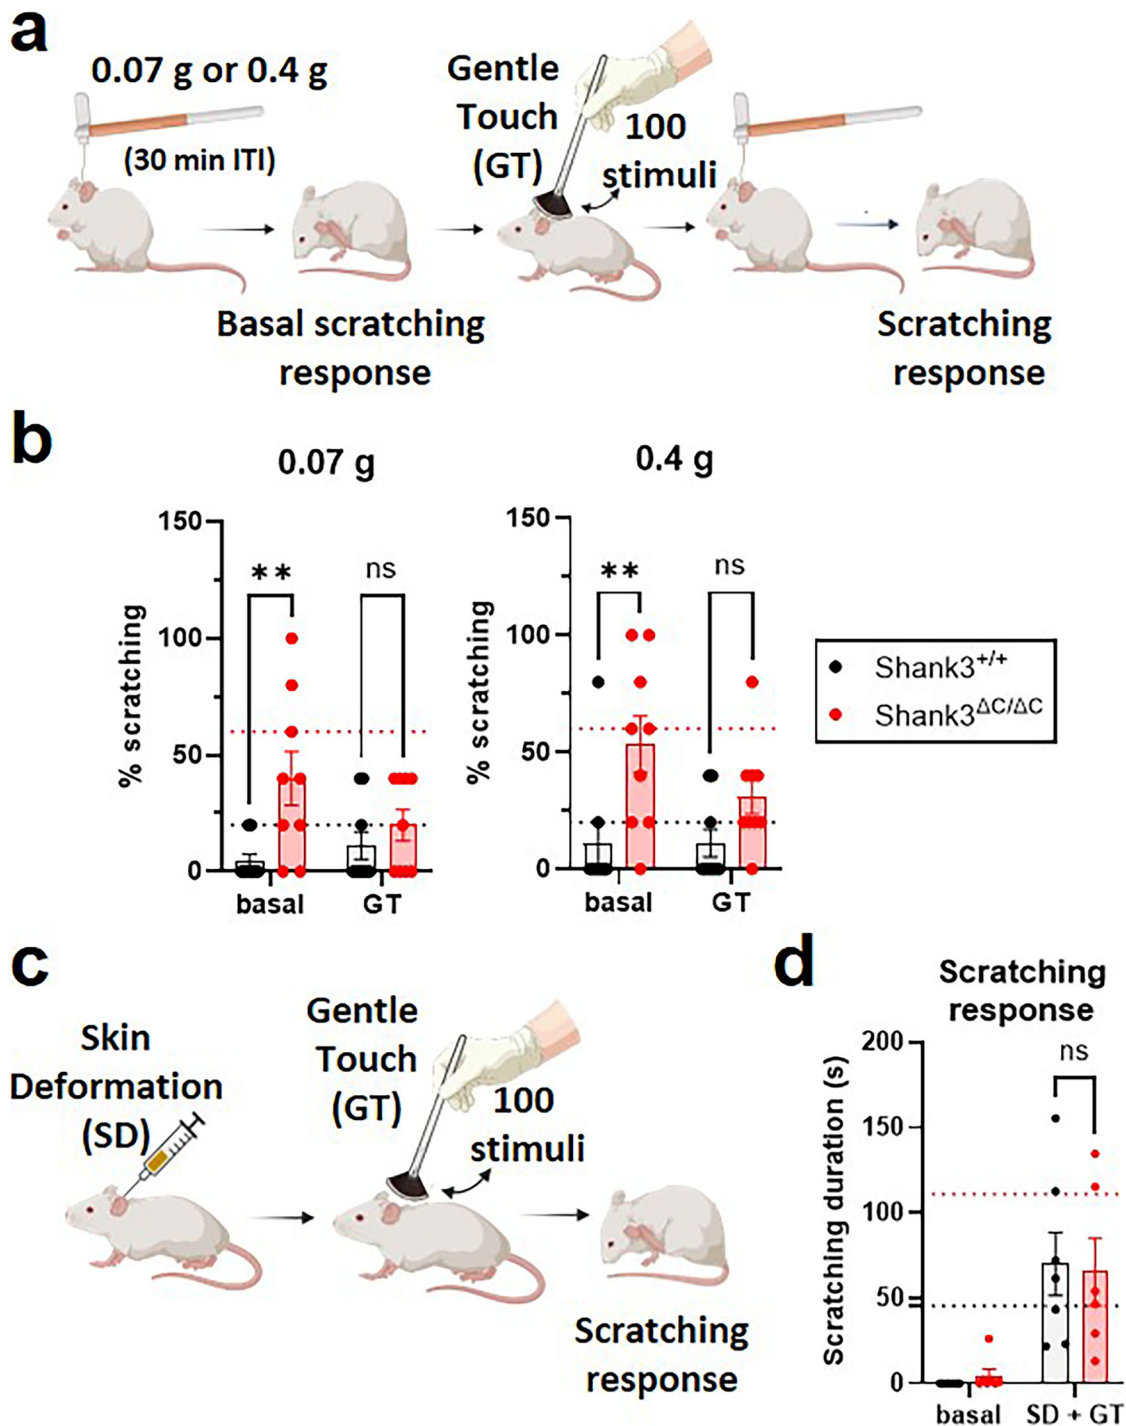 a
0.07 g or 0.4 g
(30 min ITI)
Gentle
Touch
(GT)
100
stimuli
Basal scratching
response
Scratching
response
b
0.07 g
% scratching
150
100
50
0
**
ns
basal
GT
0.4 g
% scratching
150
100
50
0
**
ns
basal
GT
Shank3+/+
Shank3ΔC/ΔC
c
Skin
Deformation
(SD)
Gentle
Touch
(GT)
100
stimuli
Scratching
response
d
Scratching
response
Scratching duration (s)
200
150
100
50
0
ns
basal
SD + GT